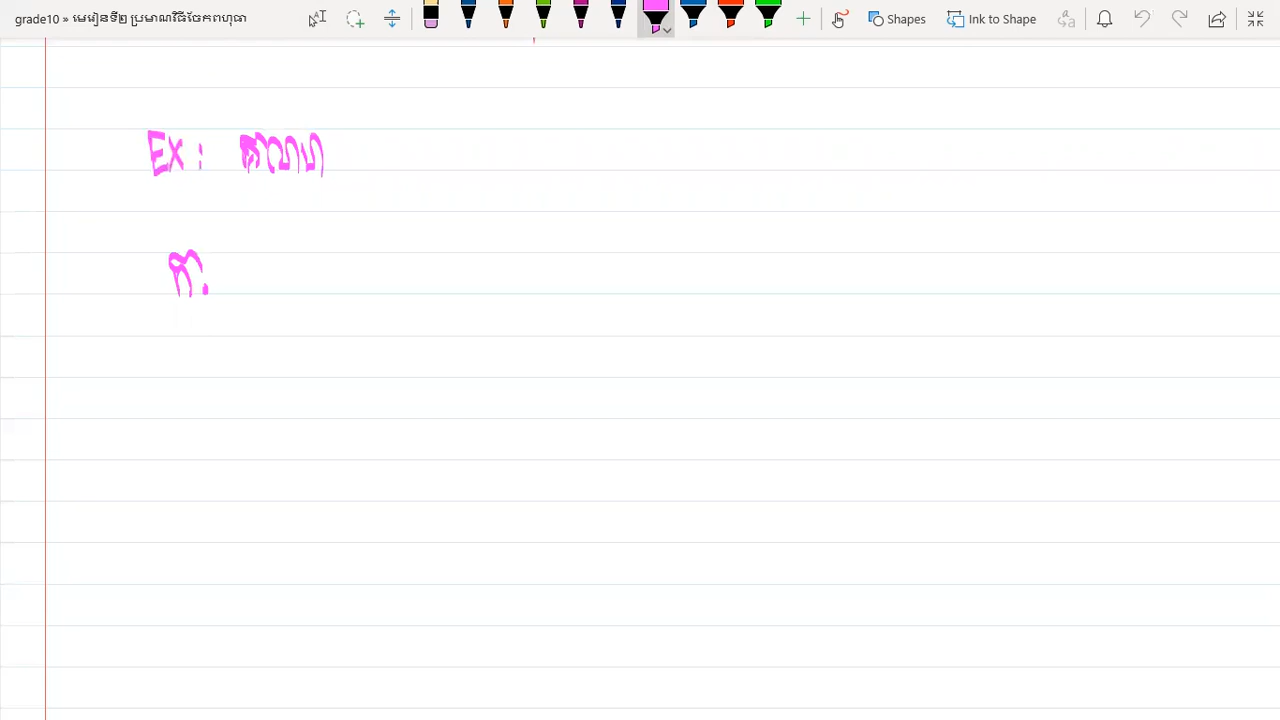 grade10 » មេរៀនទី២ ប្រមាណវិធីចែកពហុធា
Shapes
Ink to Shape
EX : គណនា
ក.